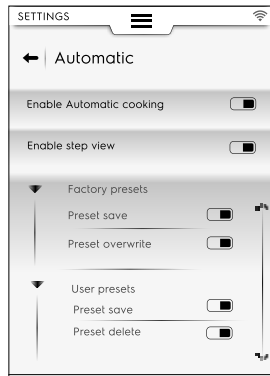 SETTINGS
Automatic
Enable Automatic cooking
Enable step view
Factory presets
Preset save
Preset overwrite
User presets
Preset save
Preset delete